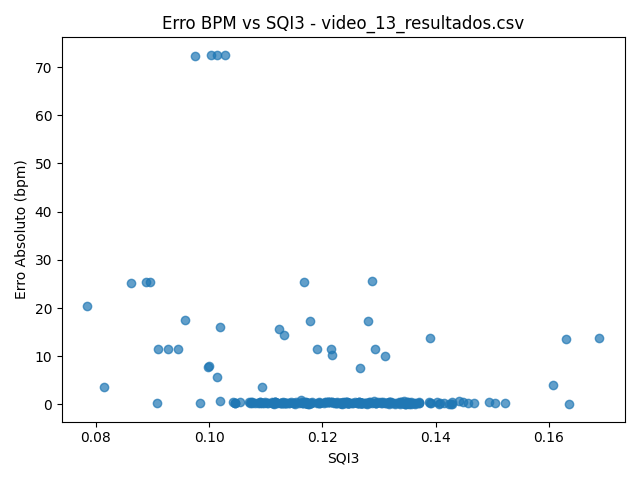 Erro BPM vs SQI3 - video_13_resultados.csv
Erro Absoluto (bpm)
70
60
50
40
30
20
10
0
0.08 0.10 0.12 0.14 0.16
SQI3